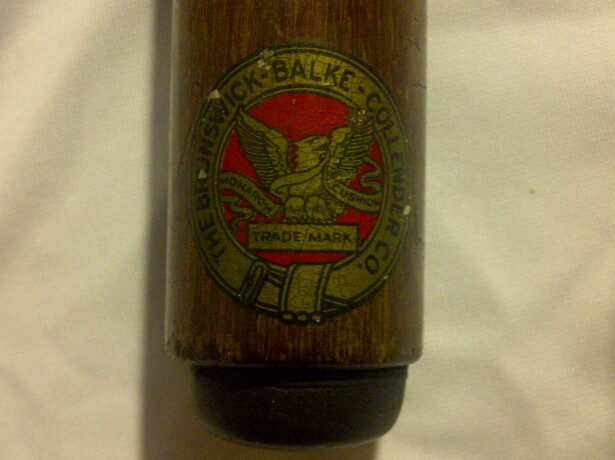 THE BRUNSWICK-BALKE-COLLENDER CO.
MONARCH
CUSHION
TRADE MARK